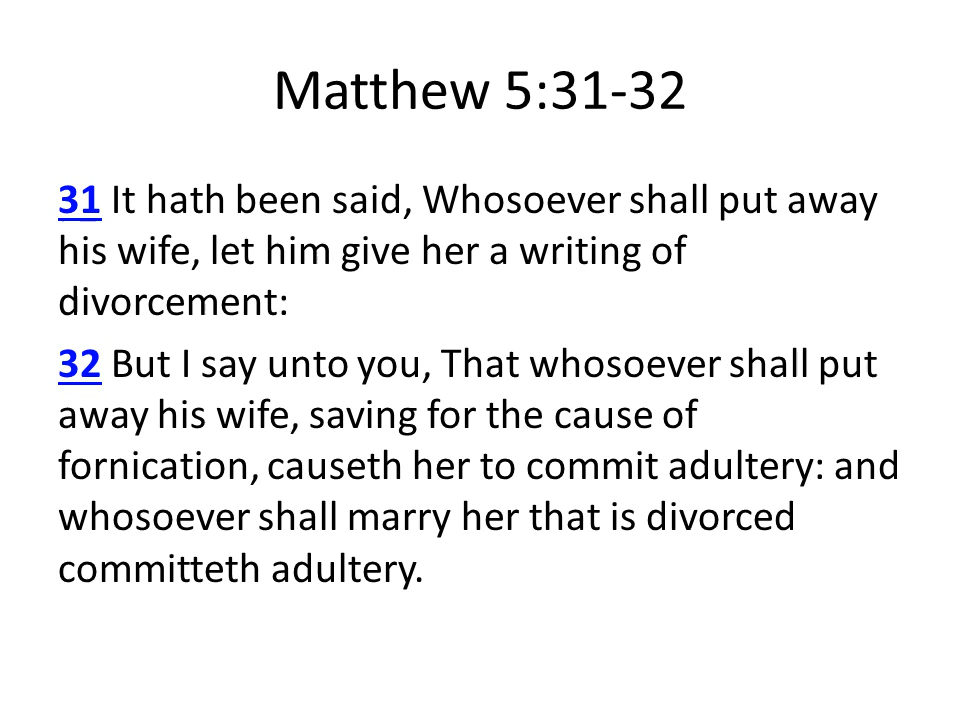 Matthew 5:31-32
31 It hath been said, Whosoever shall put away
his wife, let him give her a writing of
divorcement:
32 But I say unto you, That whosoever shall put
away his wife, saving for the cause of
fornication, causeth her to commit adultery: and
whosoever shall marry her that is divorced
committeth adultery.